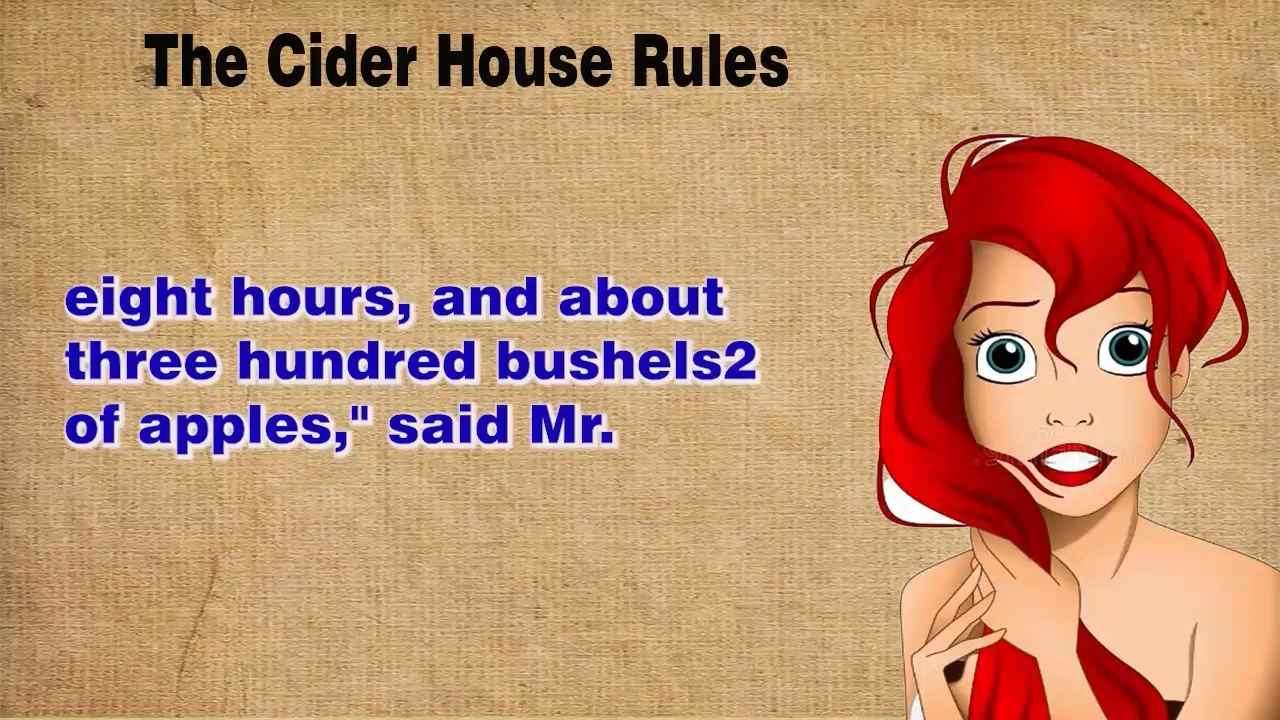 The Cider House Rules
eight hours, and about
three hundred bushels2
of apples," said Mr.